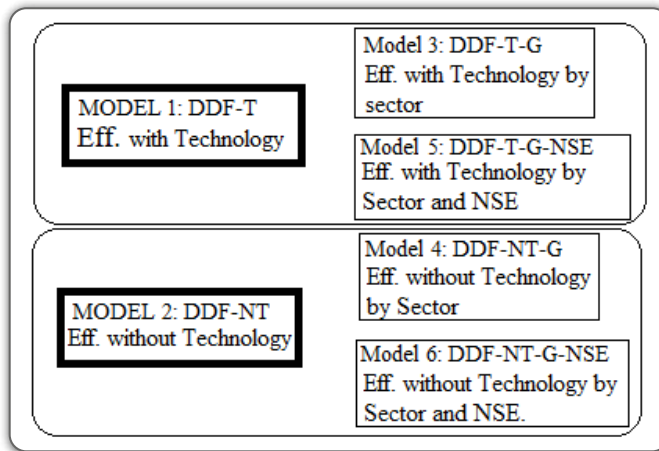 MODEL 1: DDF-T
Eff. with Technology
Model 3: DDF-T-G
Eff. with Technology by
sector
Model 5: DDF-T-G-NSE
Eff. with Technology by
Sector and NSE
MODEL 2: DDF-NT
Eff. without Technology
Model 4: DDF-NT-G
Eff. without Technology
by Sector
Model 6: DDF-NT-G-NSE
Eff. without Technology by
Sector and NSE.